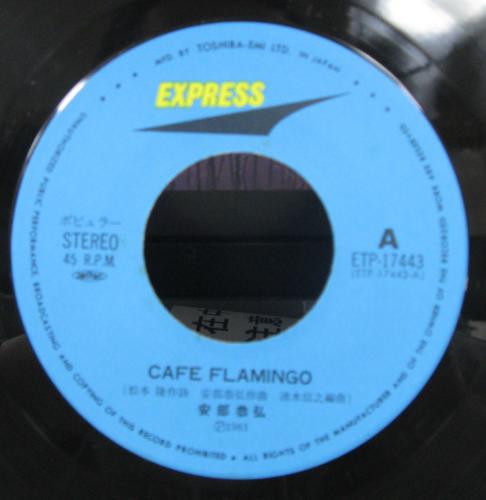 MFD. BY TOSHIBA-EMI LTD. IN JAPAN
EXPRESS
ポピュラー
STEREO
45 R.P.M.
A
ETP-17443
(ETP-17443-A)
CAFE FLAMINGO
(松本 隆作詩 安部恭弘作曲 清水信之編曲)
安部恭弘
Ⓟ1983
UNAUTHORIZED PUBLIC PERFORMANCE, BROADCASTING AND COPYING OF THIS RECORD PROHIBITED • ALL RIGHTS OF THE MANUFACTURER AND OF THE OWNER OF THE RECORDED WORK ARE RESERVED